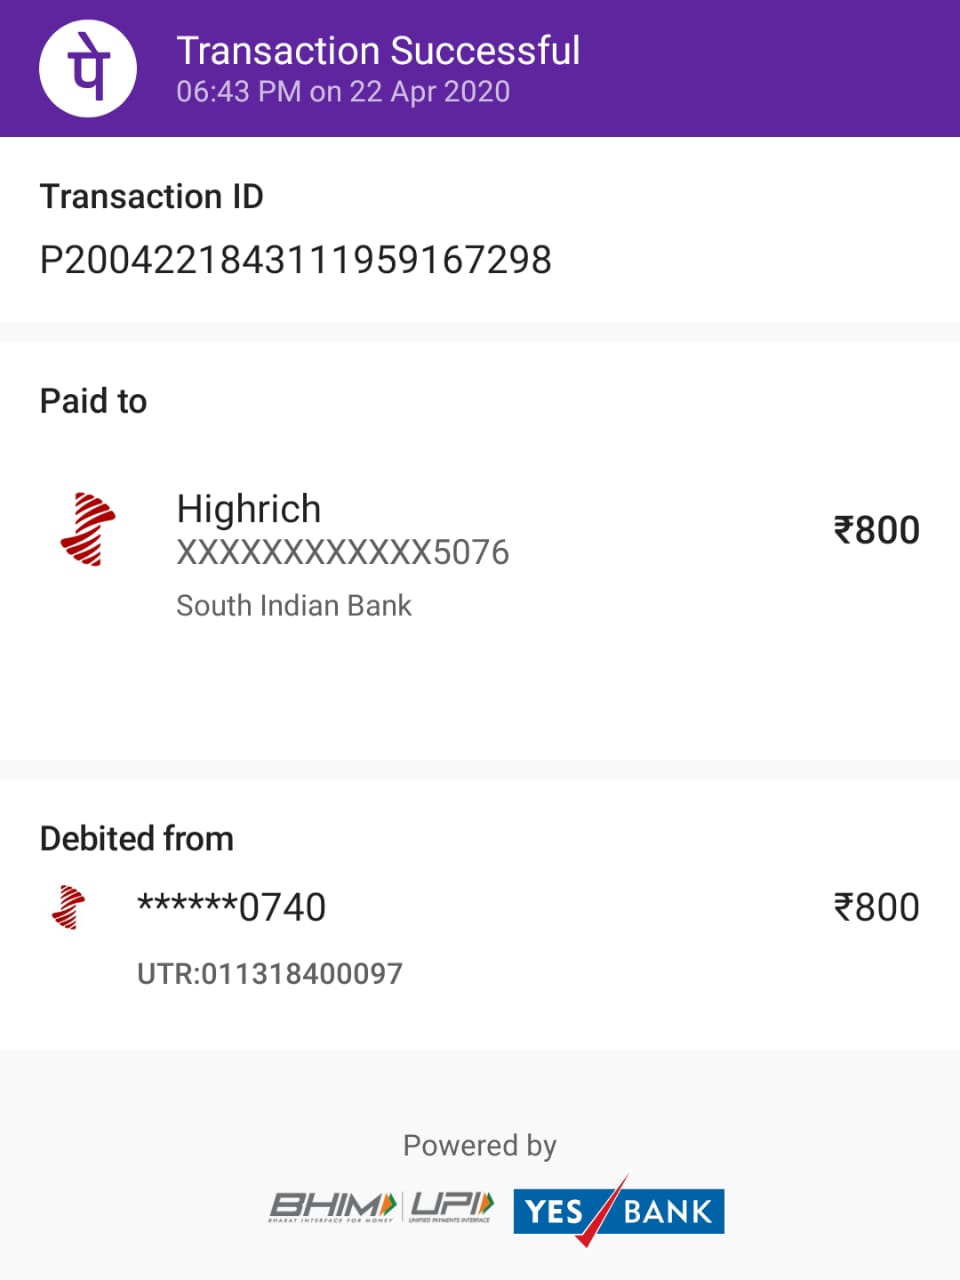 पे
Transaction Successful
06:43 PM on 22 Apr 2020
Transaction ID
P2004221843111959167298
Paid to
Highrich
₹800
XXXXXXXXXXXX5076
South Indian Bank
Debited from
******0740
₹800
UTR:011318400097
Powered by
BHIM UPI YES BANK
BHARAT INTERFACE FOR MONEY UNIFIED PAYMENTS INTERFACE